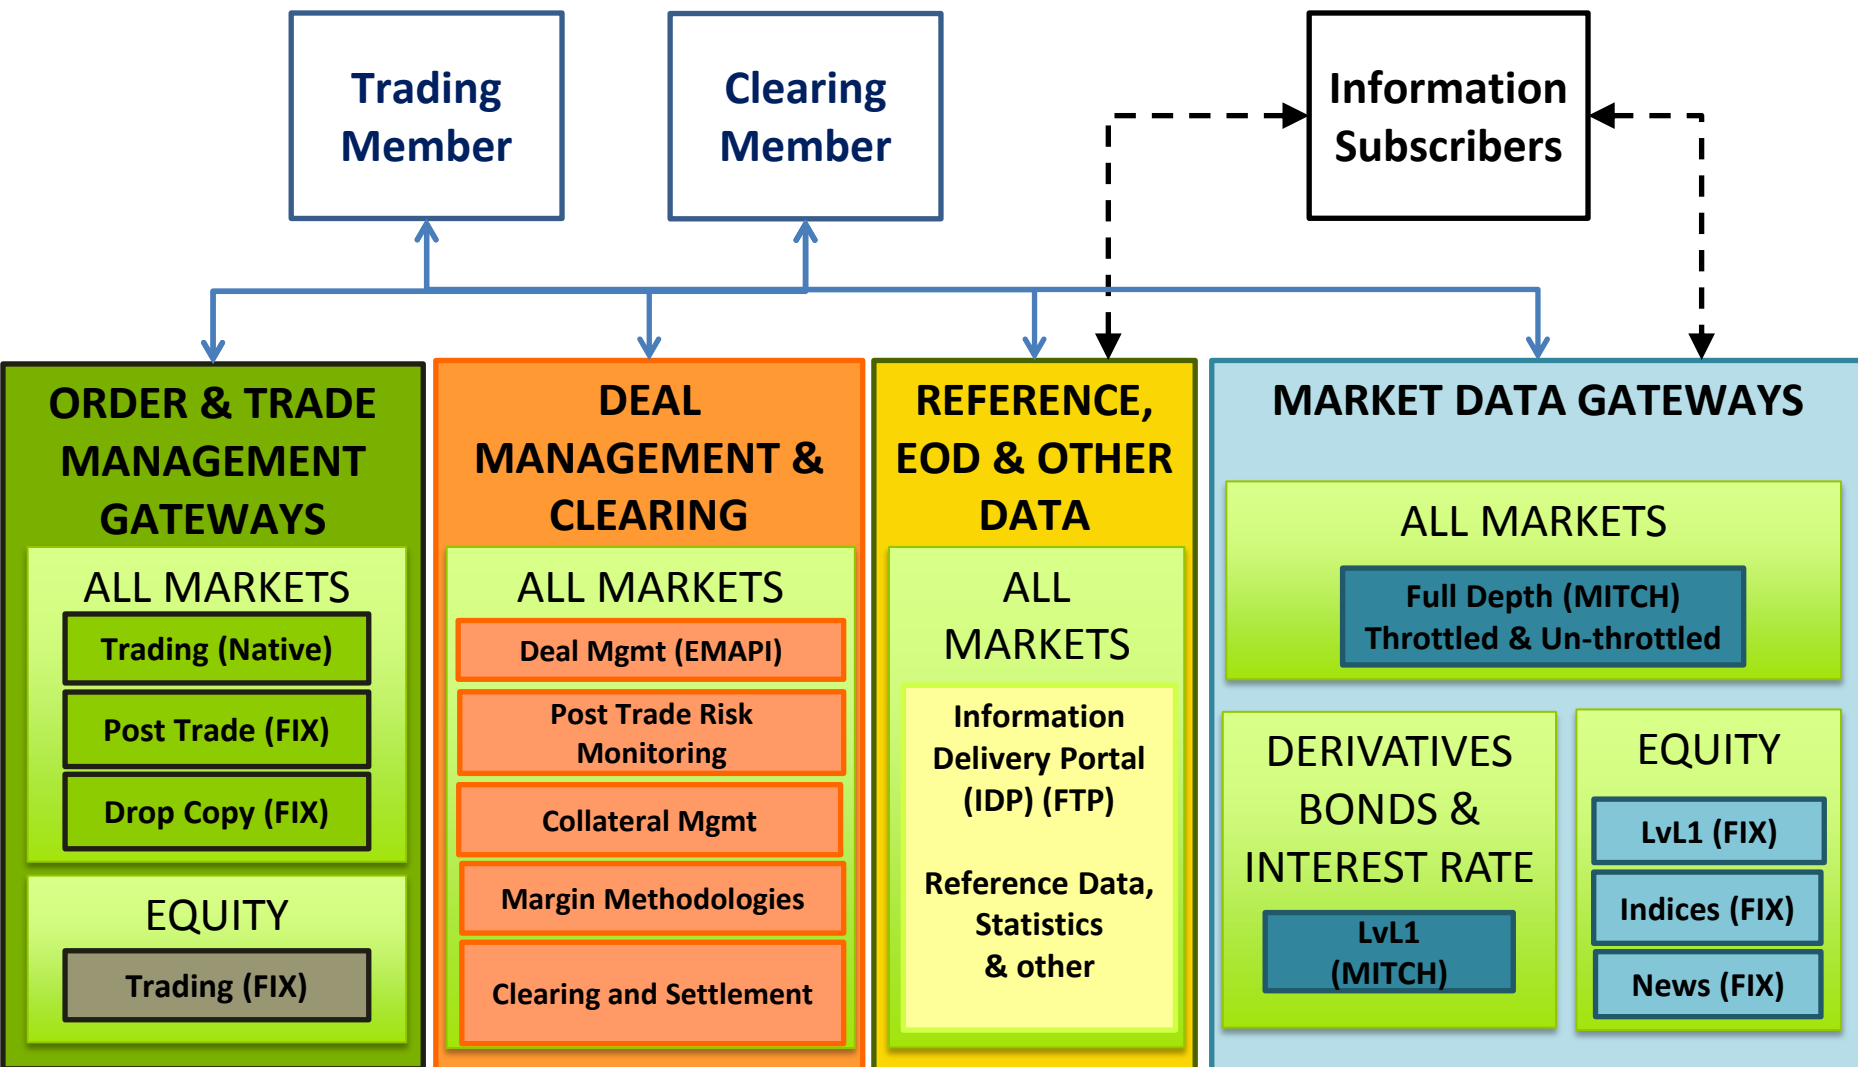 Trading
Member
Clearing
Member
Information
Subscribers
ORDER & TRADE
MANAGEMENT
GATEWAYS
ALL MARKETS
Trading (Native)
Post Trade (FIX)
Drop Copy (FIX)
EQUITY
Trading (FIX)
DEAL
MANAGEMENT &
CLEARING
ALL MARKETS
Deal Mgmt (EMAPI)
Post Trade Risk
Monitoring
Collateral Mgmt
Margin Methodologies
Clearing and Settlement
REFERENCE,
EOD & OTHER
DATA
ALL
MARKETS
Information
Delivery Portal
(IDP) (FTP)
Reference Data,
Statistics
& other
MARKET DATA GATEWAYS
ALL MARKETS
Full Depth (MITCH)
Throttled & Un-throttled
DERIVATIVES
BONDS &
INTEREST RATE
LvL1
(MITCH)
EQUITY
LvL1 (FIX)
Indices (FIX)
News (FIX)